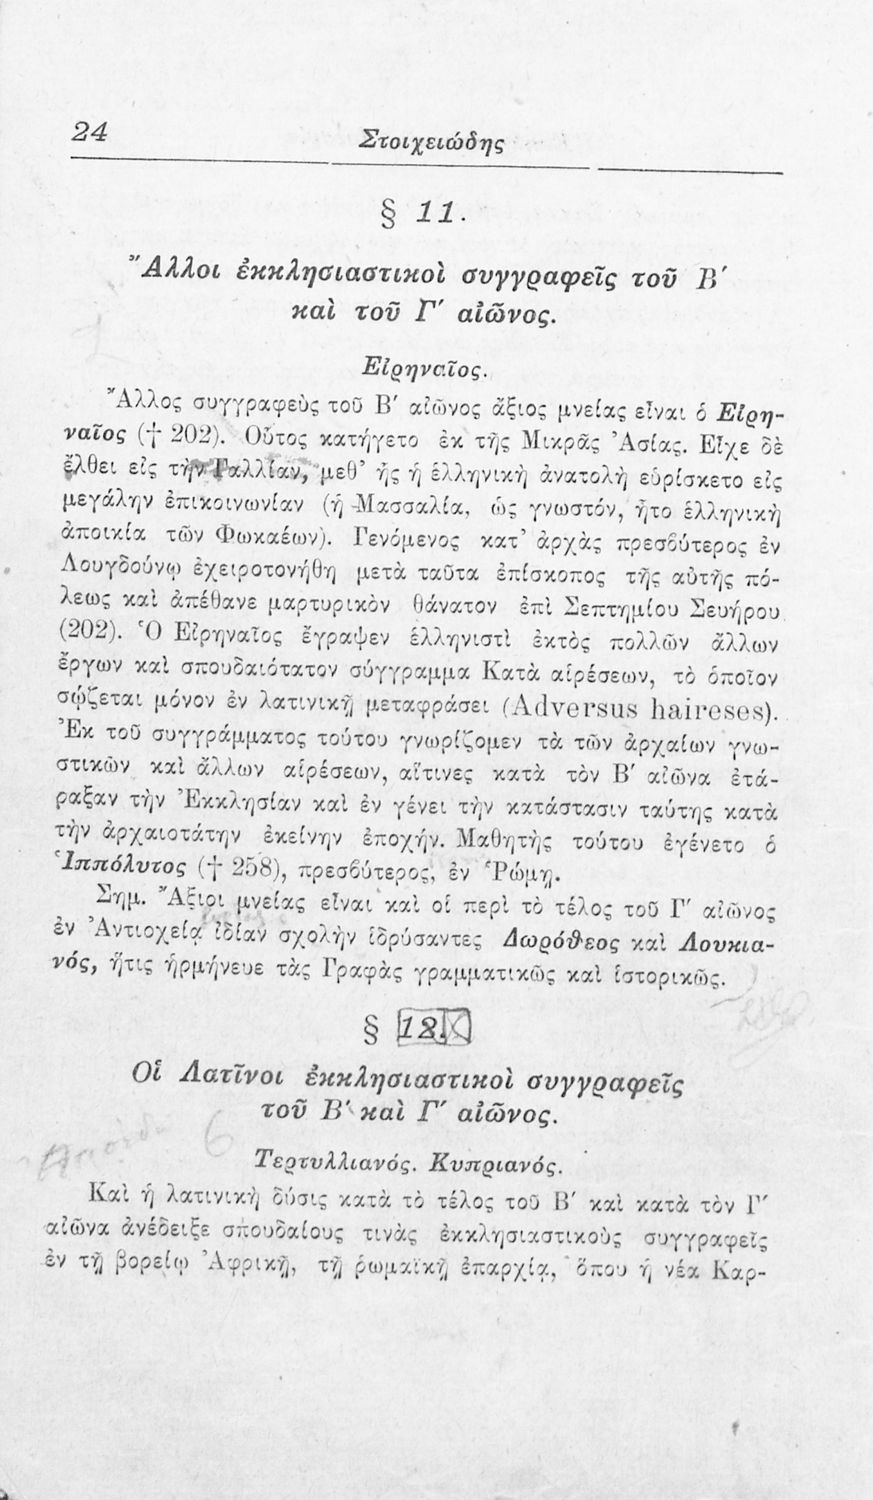 24
Στοιχειώδης
§ 11.
Ἄλλοι ἐκκλησιαστικοὶ συγγραφεῖς τοῦ Β′
καὶ τοῦ Γ′ αἰῶνος.
Εἰρηναῖος.
Ἄλλος συγγραφεὺς τοῦ Β′ αἰῶνος ἄξιος μνείας εἶναι ὁ Εἰρη-
ναῖος († 202). Οὗτος κατήγετο ἐκ τῆς Μικρᾶς Ἀσίας. Εἶχε δὲ
ἔλθει εἰς τὴν Γαλλίαν, μεθ’ ἧς ἡ ἑλληνικὴ ἀνατολὴ εὑρίσκετο εἰς
μεγάλην ἐπικοινωνίαν (ἡ Μασσαλία, ὡς γνωστόν, ἦτο ἑλληνικὴ
ἀποικία τῶν Φωκαέων). Γενόμενος κατ’ ἀρχὰς πρεσβύτερος ἐν
Λουγδούνῳ ἐχειροτονήθη μετὰ ταῦτα ἐπίσκοπος τῆς αὐτῆς πό-
λεως καὶ ἀπέθανε μαρτυρικὸν θάνατον ἐπὶ Σεπτημίου Σευήρου
(202). Ὁ Εἰρηναῖος ἔγραψεν ἑλληνιστὶ ἐκτὸς πολλῶν ἄλλων
ἔργων καὶ σπουδαιότατον σύγγραμμα Κατὰ αἱρέσεων, τὸ ὁποῖον
σῴζεται μόνον ἐν λατινικῇ μεταφράσει (Adversus haireses).
Ἐκ τοῦ συγγράμματος τούτου γνωρίζομεν τὰ τῶν ἀρχαίων γνω-
στικῶν καὶ ἄλλων αἱρέσεων, αἵτινες κατὰ τὸν Β′ αἰῶνα ἐτά-
ραξαν τὴν Ἐκκλησίαν καὶ ἐν γένει τὴν κατάστασιν ταύτης κατὰ
τὴν ἀρχαιοτάτην ἐκείνην ἐποχήν. Μαθητὴς τούτου ἐγένετο ὁ
Ἱππόλυτος († 258), πρεσβύτερος, ἐν Ῥώμῃ.
Σημ. Ἄξιοι μνείας εἶναι καὶ οἱ περὶ τὸ τέλος τοῦ Γ′ αἰῶνος
ἐν Ἀντιοχείᾳ ἰδίαν σχολὴν ἱδρύσαντες Δωρόθεος καὶ Λουκια-
νός, ἥτις ἡρμήνευε τὰς Γραφὰς γραμματικῶς καὶ ἱστορικῶς.
§ 12.
Οἱ Λατῖνοι ἐκκλησιαστικοὶ συγγραφεῖς
τοῦ Β′ καὶ Γ′ αἰῶνος.
6
Τερτυλλιανός. Κυπριανός.
Καὶ ἡ λατινικὴ δύσις κατὰ τὸ τέλος τοῦ Β′ καὶ κατὰ τὸν Γ′
αἰῶνα ἀνέδειξε σπουδαίους τινὰς ἐκκλησιαστικοὺς συγγραφεῖς
ἐν τῇ βορείῳ Ἀφρικῇ, τῇ ῥωμαϊκῇ ἐπαρχίᾳ, ὅπου ἡ νέα Καρ-